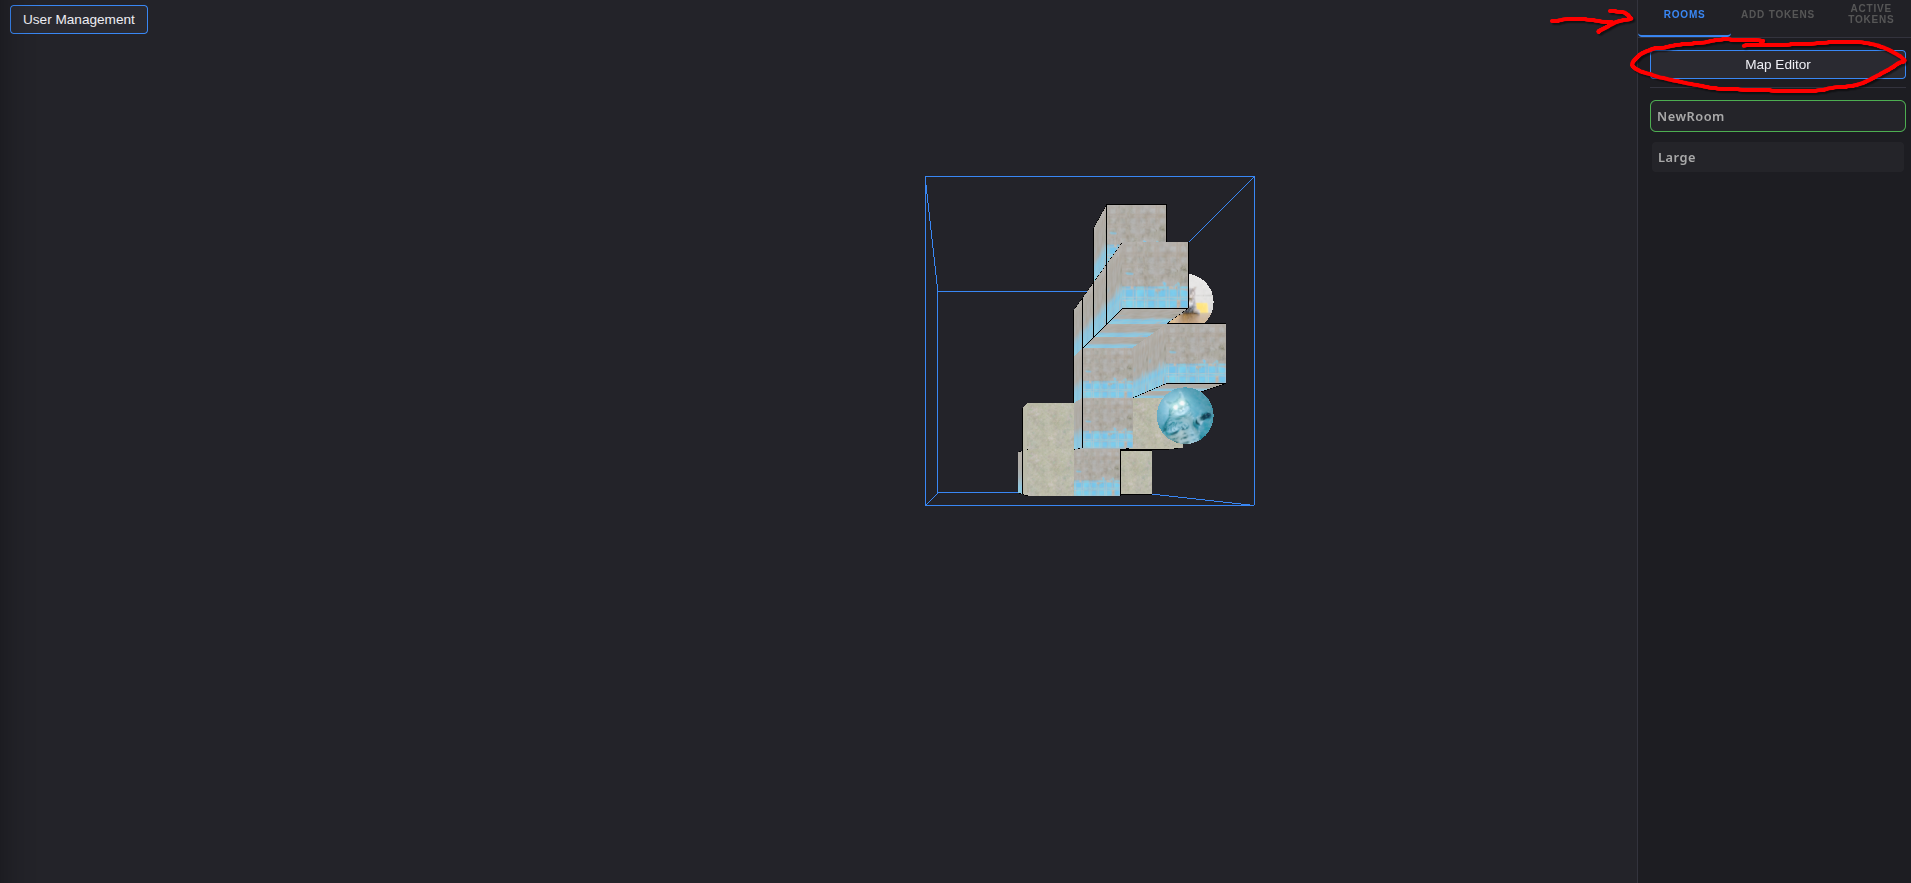 User Management
ROOMS
ADD TOKENS
ACTIVE
TOKENS
Map Editor
NewRoom
Large